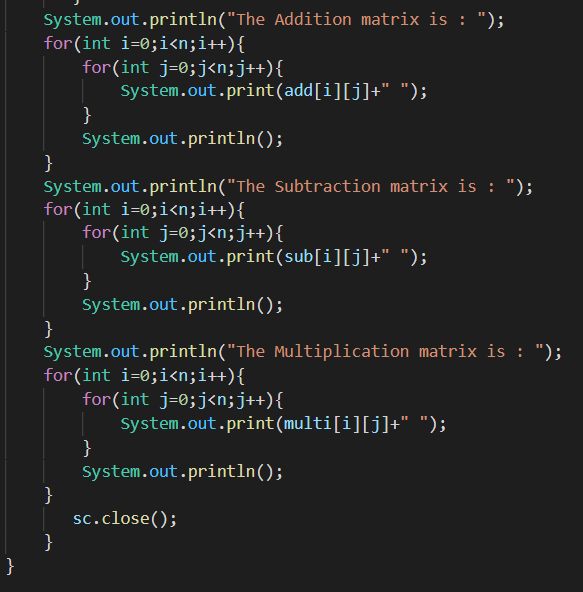 }
System.out.println("The Addition matrix is : ");
for(int i=0;i<n;i++){
for(int j=0;j<n;j++){
System.out.print(add[i][j]+" ");
}
System.out.println();
}
System.out.println("The Subtraction matrix is : ");
for(int i=0;i<n;i++){
for(int j=0;j<n;j++){
System.out.print(sub[i][j]+" ");
}
System.out.println();
}
System.out.println("The Multiplication matrix is : ");
for(int i=0;i<n;i++){
for(int j=0;j<n;j++){
System.out.print(multi[i][j]+" ");
}
System.out.println();
}
sc.close();
}
}